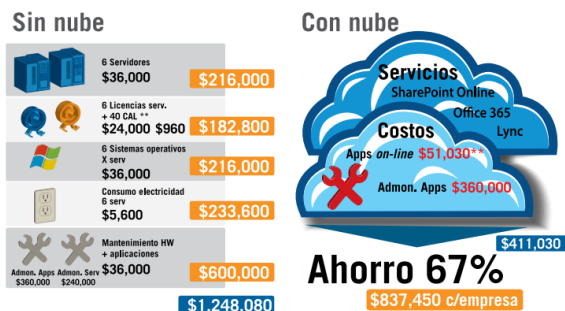 Sin nube
6 Servidores
$36,000
$216,000
6 Licencias serv.
+ 40 CAL **
$24,000 $960
$182,800
6 Sistemas operativos
X serv
$36,000
$216,000
Consumo electricidad
6 serv
$5,600
$233,600
Mantenimiento HW
+ aplicaciones
$36,000
Admon. Apps Admon. Serv
$360,000 $240,000
$600,000
$1,248,080
Con nube
Servicios
SharePoint Online
Office 365
Lync
Costos
Apps on-line $51,030**
Admon. Apps $360,000
$411,030
Ahorro 67%
$837,450 c/empresa